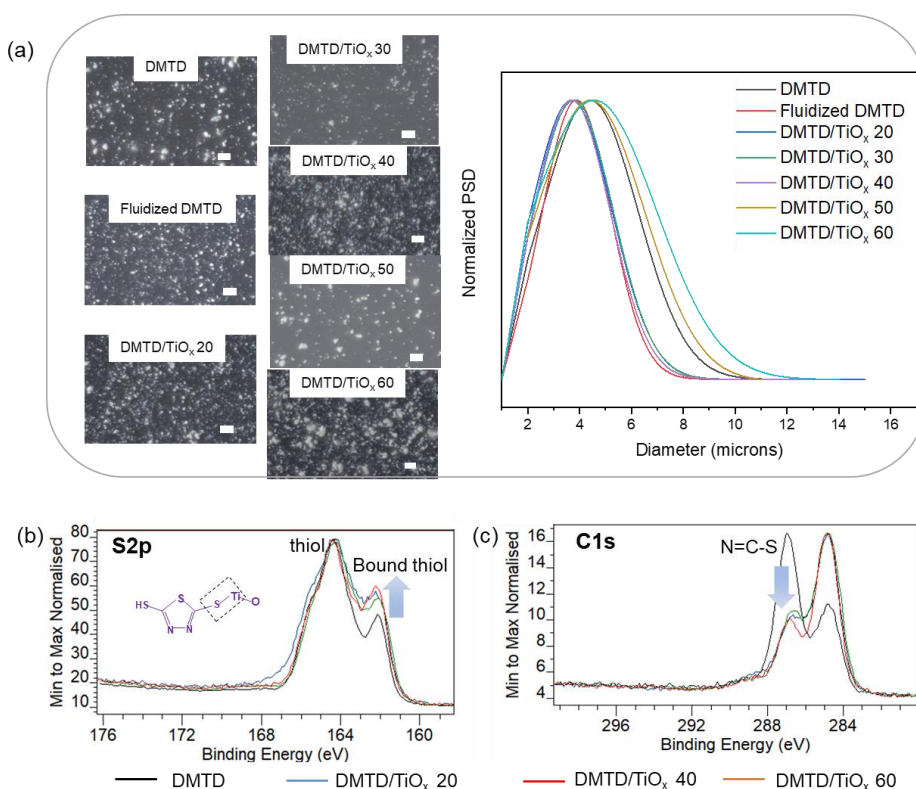 (a)
DMTD
Fluidized DMTD
DMTD/TiOₓ 20
DMTD/TiOₓ 30
DMTD/TiOₓ 40
DMTD/TiOₓ 50
DMTD/TiOₓ 60
Normalized PSD
DMTD
Fluidized DMTD
DMTD/TiOₓ 20
DMTD/TiOₓ 30
DMTD/TiOₓ 40
DMTD/TiOₓ 50
DMTD/TiOₓ 60
2 4 6 8 10 12 14 16
Diameter (microns)
(b)
S2p
thiol
Bound thiol
HS S S Ti O
N–N
Min to Max Normalised
80
70
60
50
40
30
20
10
176 172 168 164 160
Binding Energy (eV)
(c)
C1s
N=C-S
Min to Max Normalised
16
14
12
10
8
6
4
296 292 288 284
Binding Energy (eV)
DMTD DMTD/TiOₓ 20 DMTD/TiOₓ 40 DMTD/TiOₓ 60